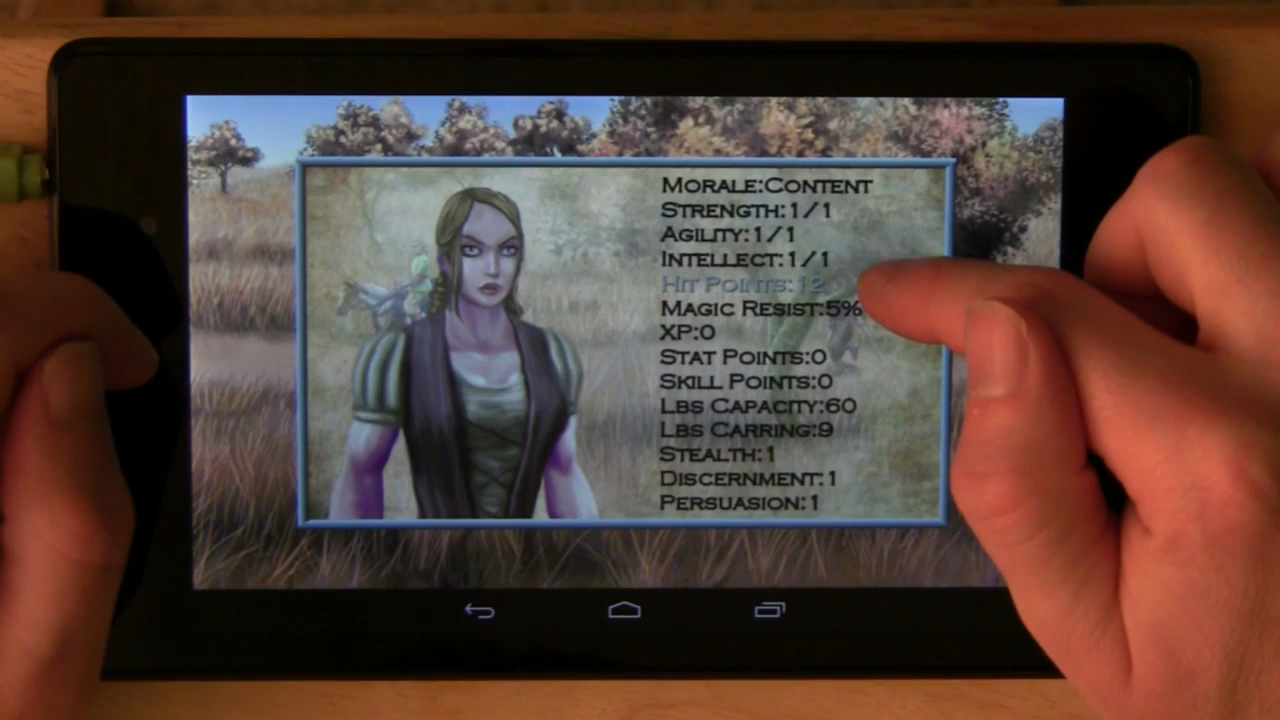 Morale:Content
Strength:1/1
Agility:1/1
Intellect:1/1
Hit Points:12
Magic Resist:5%
XP:0
Stat Points:0
Skill Points:0
Lbs Capacity:60
Lbs Carring:9
Stealth:1
Discernment:1
Persuasion:1